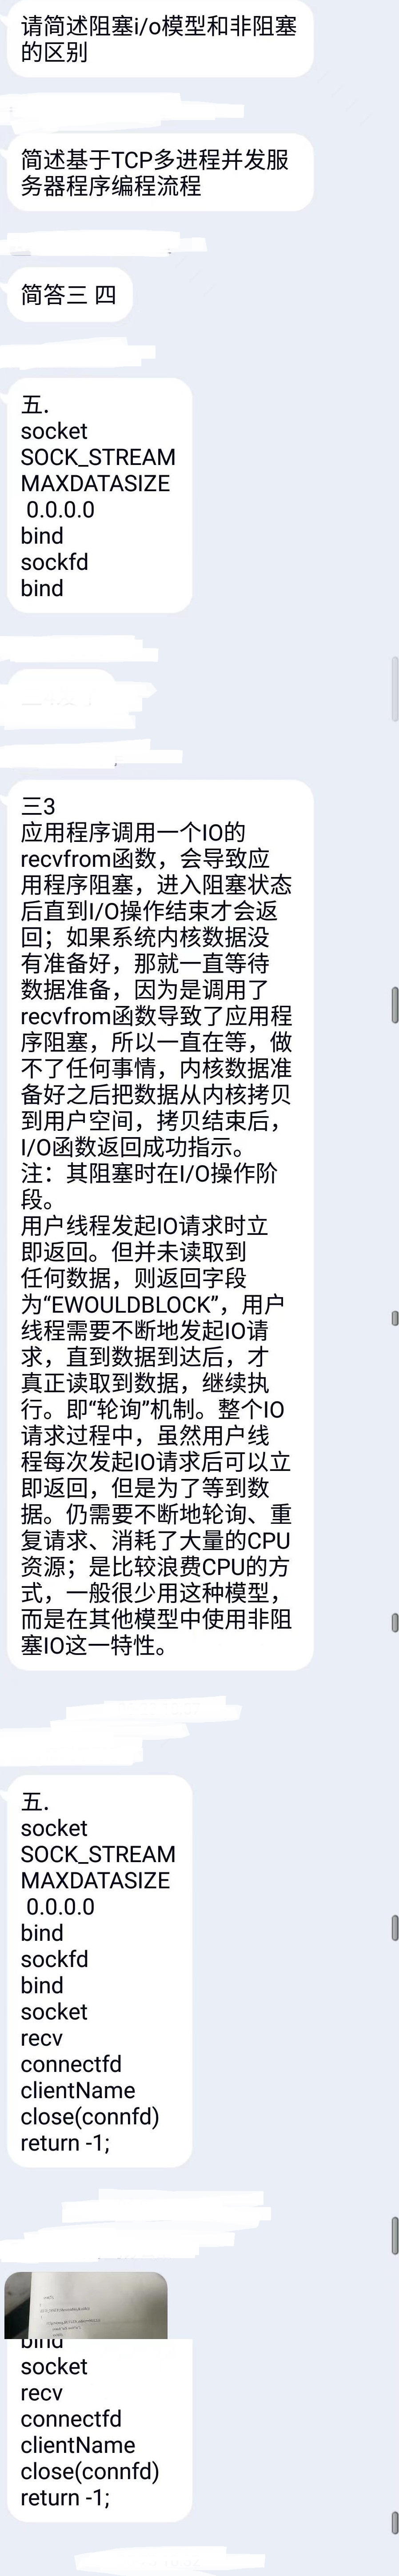 请简述阻塞i/o模型和非阻塞
的区别
简述基于TCP多进程并发服
务器程序编程流程
简答三 四
五.
socket
SOCK_STREAM
MAXDATASIZE
0.0.0.0
bind
sockfd
bind
三3
应用程序调用一个IO的
recvfrom函数，会导致应
用程序阻塞，进入阻塞状态
后直到I/O操作结束才会返
回；如果系统内核数据没
有准备好，那就一直等待
数据准备，因为是调用了
recvfrom函数导致了应用程
序阻塞，所以一直在等，做
不了任何事情，内核数据准
备好之后把数据从内核拷贝
到用户空间，拷贝结束后，
I/O函数返回成功指示。
注：其阻塞时在I/O操作阶
段。
用户线程发起IO请求时立
即返回。但并未读取到
任何数据，则返回字段
为“EWOULDBLOCK”，用户
线程需要不断地发起IO请
求，直到数据到达后，才
真正读取到数据，继续执
行。即“轮询”机制。整个IO
请求过程中，虽然用户线
程每次发起IO请求后可以立
即返回，但是为了等到数
据。仍需要不断地轮询、重
复请求、消耗了大量的CPU
资源；是比较浪费CPU的方
式，一般很少用这种模型，
而是在其他模型中使用非阻
塞IO这一特性。
五.
socket
SOCK_STREAM
MAXDATASIZE
0.0.0.0
bind
sockfd
bind
socket
recv
connectfd
clientName
close(connfd)
return -1;
bind
socket
recv
connectfd
clientName
close(connfd)
return -1;